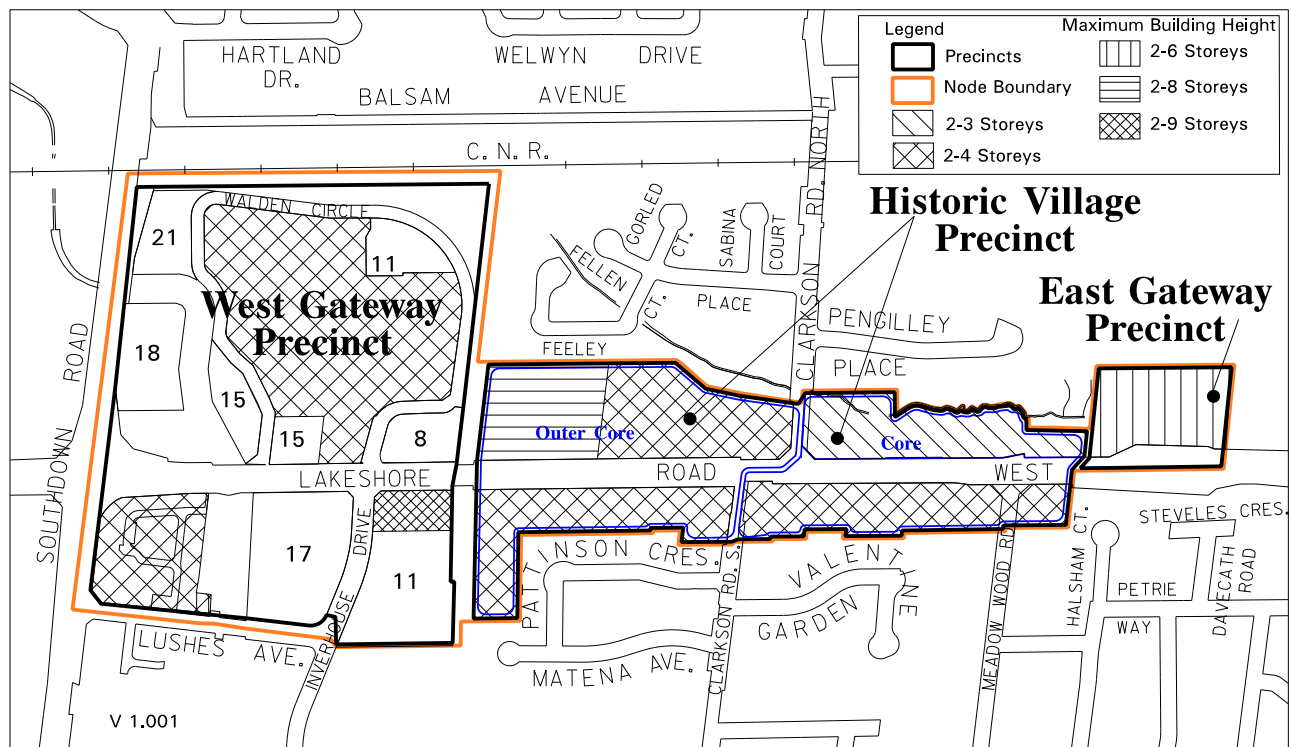 HARTLAND DR.
WELWYN DRIVE
BALSAM AVENUE
C. N. R.
Legend
Precincts
Node Boundary
2-3 Storeys
2-4 Storeys
Maximum Building Height
2-6 Storeys
2-8 Storeys
2-9 Storeys
WALDEN CIRCLE
21
11
West Gateway
Precinct
18
15
15
8
SOUTHDOWN ROAD
GORLED CT.
SABINA COURT
FELLEN PLACE
CT.
FEELEY
CLARKSON RD. NORTH
Historic Village
Precinct
PENGILLEY
PLACE
East Gateway
Precinct
Outer Core
Core
LAKESHORE ROAD WEST
17
11
INVERHOUSE DRIVE
LUSHES AVE.
PATTINSON CRES.
CLARKSON RD. S.
VALENTINE
GARDEN
MATENA AVE.
MEADOW WOOD RD.
HALSHAM CT.
STEVELES CRES.
PETRIE
WAY
DAVECATH
ROAD
V 1.001